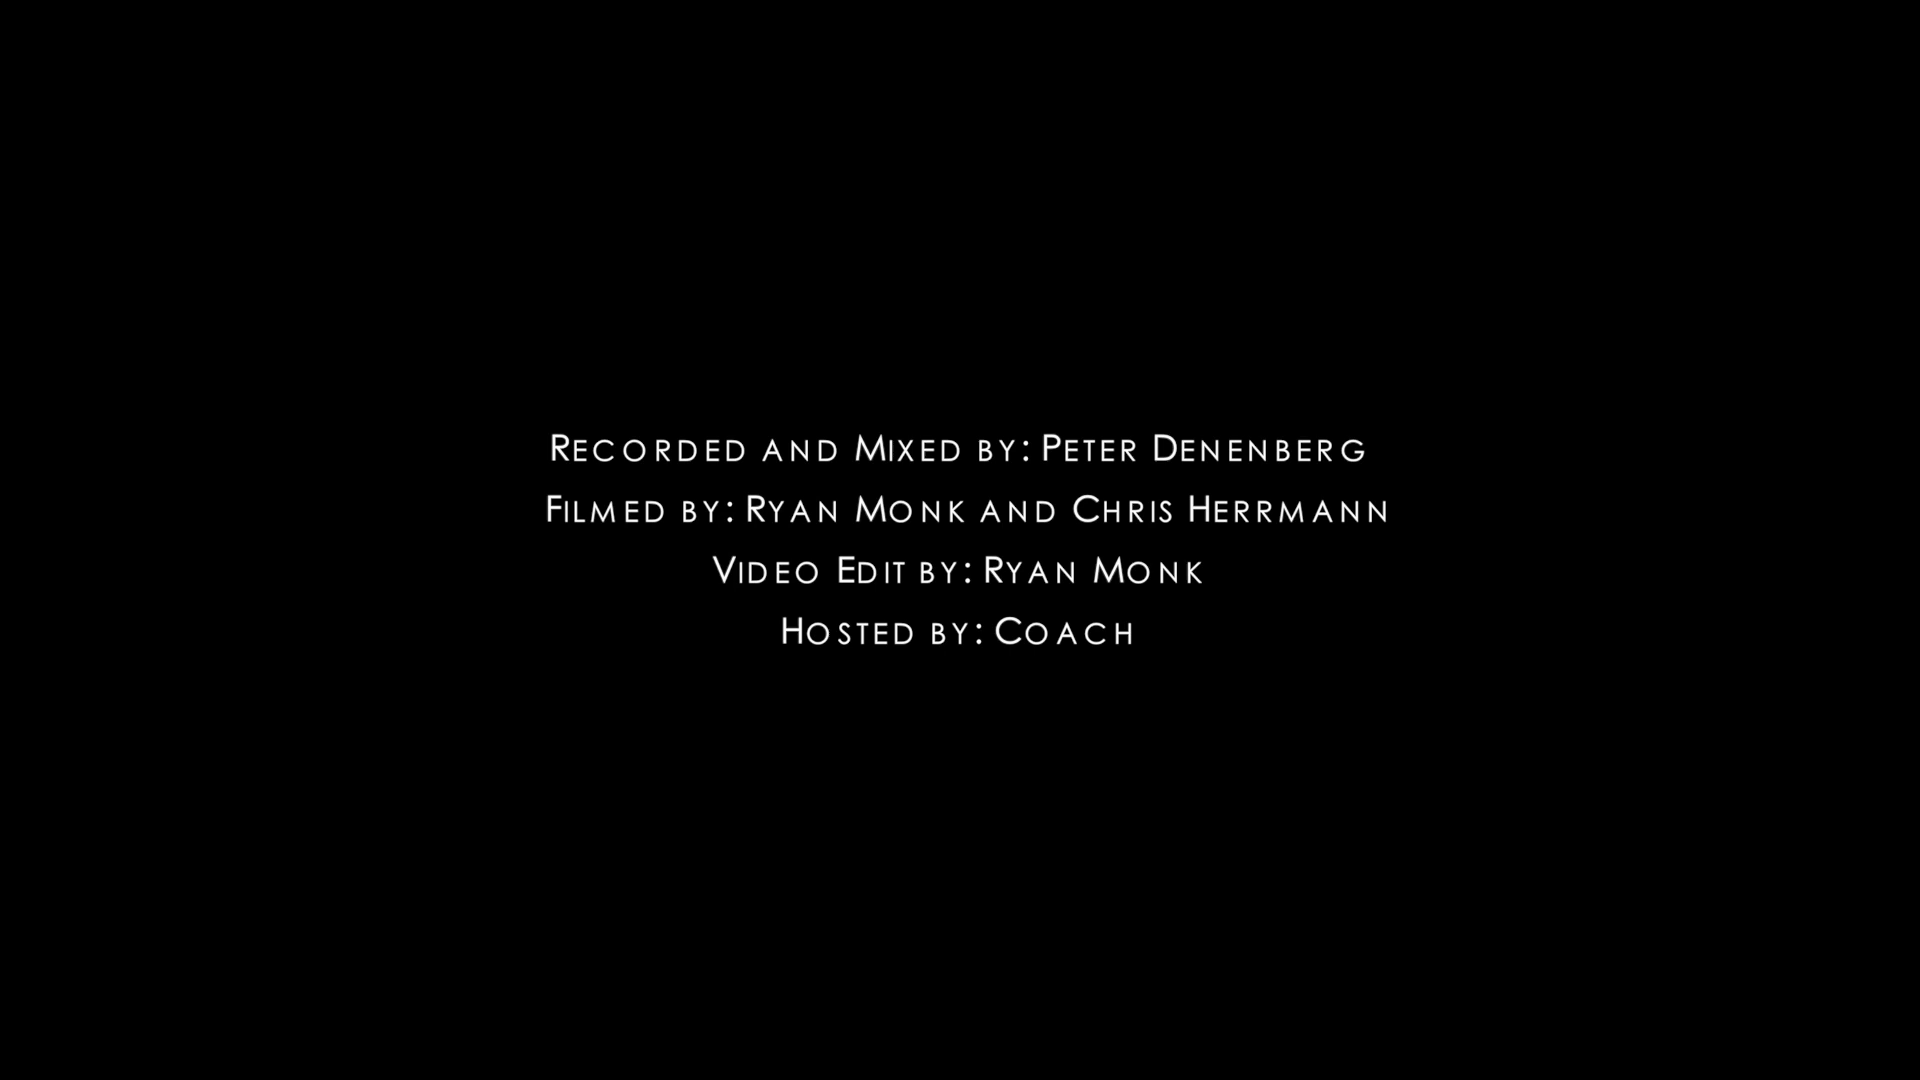 Recorded and Mixed by: Peter Denenberg
Filmed by: Ryan Monk and Chris Herrmann
Video Edit by: Ryan Monk
Hosted by: Coach